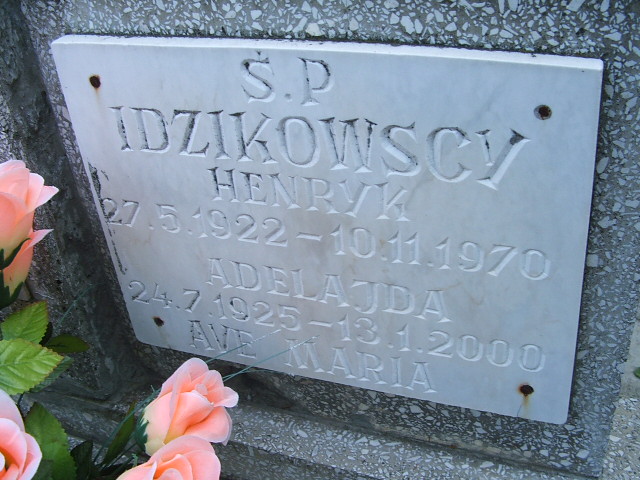 Ś.P
IDZIKOWSCY
HENRYK
27.5.1922 – 10.11.1970
ADELAJDA
24.7.1925 – 13.1.2000
AVE MARIA